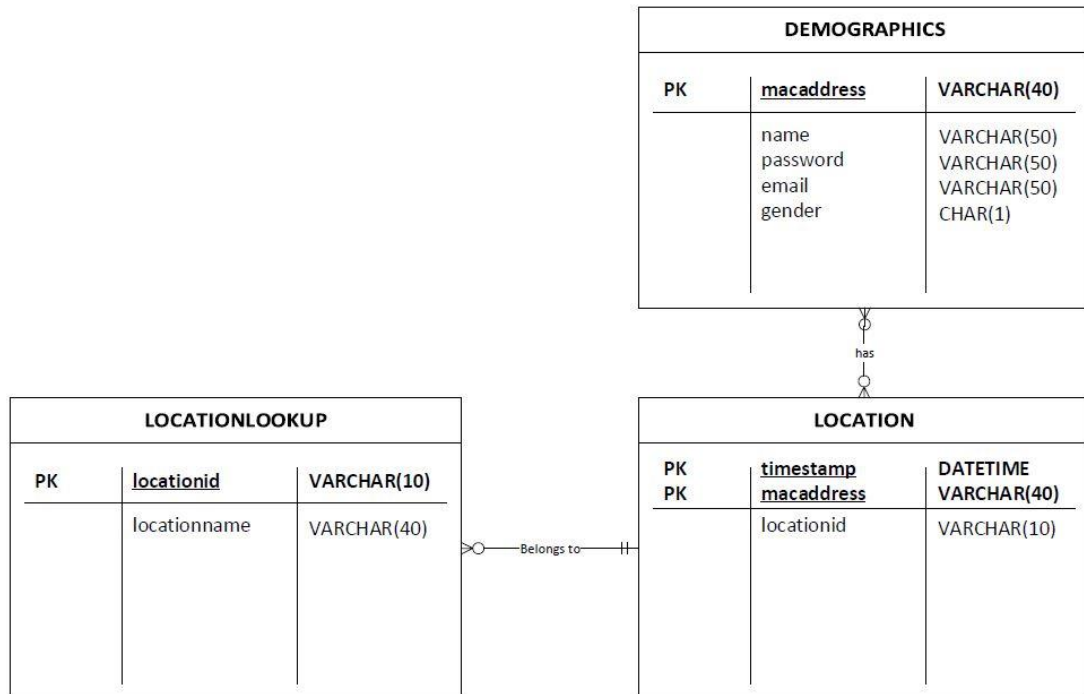 DEMOGRAPHICS
PK macaddress VARCHAR(40)
name VARCHAR(50)
password VARCHAR(50)
email VARCHAR(50)
gender CHAR(1)
has
LOCATIONLOOKUP
PK locationid VARCHAR(10)
locationname VARCHAR(40)
Belongs to
LOCATION
PK timestamp DATETIME
PK macaddress VARCHAR(40)
locationid VARCHAR(10)